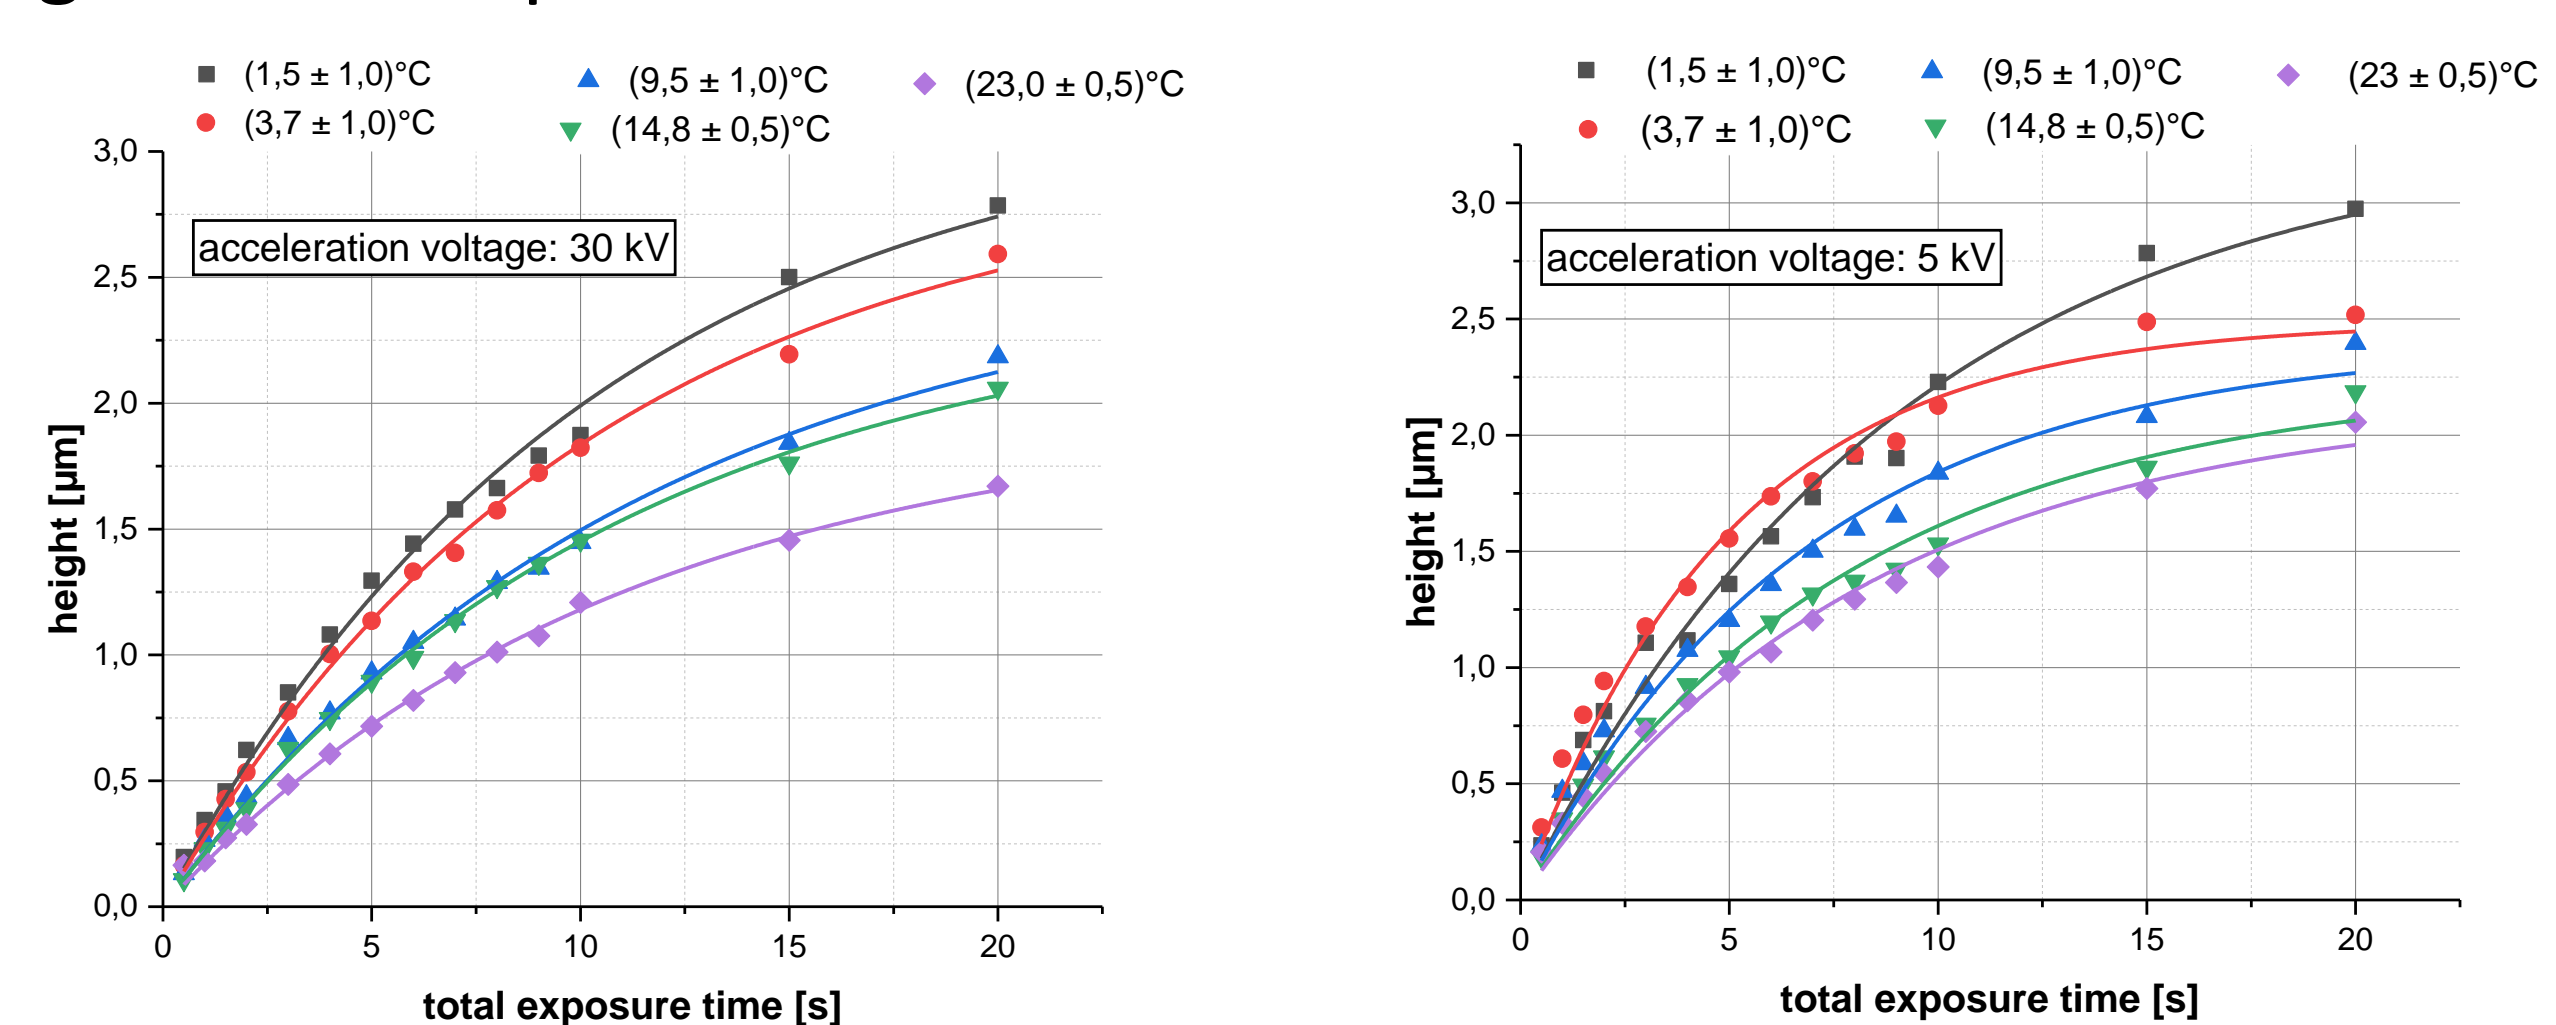 (1,5 ± 1,0)°C
(9,5 ± 1,0)°C
(23,0 ± 0,5)°C
(3,7 ± 1,0)°C
(14,8 ± 0,5)°C
3,0
2,5
2,0
1,5
1,0
0,5
0,0
height [µm]
acceleration voltage: 30 kV
0 5 10 15 20
total exposure time [s]
(1,5 ± 1,0)°C
(9,5 ± 1,0)°C
(23 ± 0,5)°C
(3,7 ± 1,0)°C
(14,8 ± 0,5)°C
3,0
2,5
2,0
1,5
1,0
0,5
0,0
height [µm]
acceleration voltage: 5 kV
0 5 10 15 20
total exposure time [s]